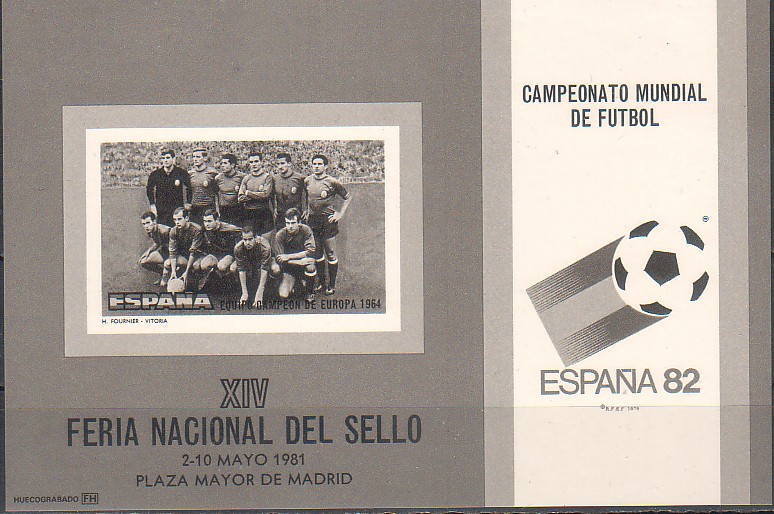 CAMPEONATO MUNDIAL
DE FUTBOL
ESPAÑA
EQUIPO CAMPEON DE EUROPA 1964
H. FOURNIER - VITORIA
®
ESPAÑA 82
© R.F.E.F. 1979
XIV
FERIA NACIONAL DEL SELLO
2-10 MAYO 1981
PLAZA MAYOR DE MADRID
HUECOGRABADO FH